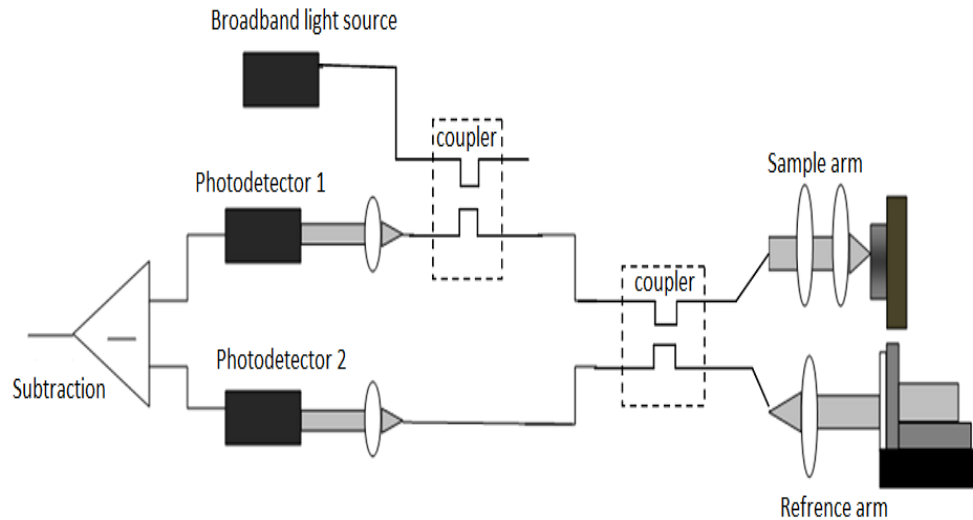 Broadband light source
coupler
Sample arm
Photodetector 1
coupler
Photodetector 2
Subtraction
Refrence arm